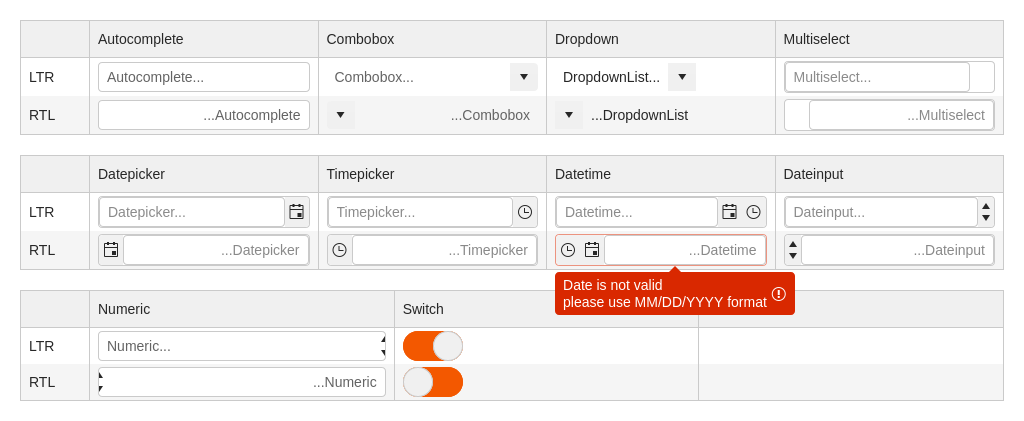 Autocomplete Combobox Dropdown Multiselect
LTR Autocomplete... Combobox... DropdownList... Multiselect...
RTL ...Autocomplete ...Combobox ...DropdownList ...Multiselect
Datepicker Timepicker Datetime Dateinput
LTR Datepicker... Timepicker... Datetime... Dateinput...
RTL ...Datepicker ...Timepicker ...Datetime ...Dateinput
Date is not valid
please use MM/DD/YYYY format
Numeric Switch
LTR Numeric...
RTL ...Numeric